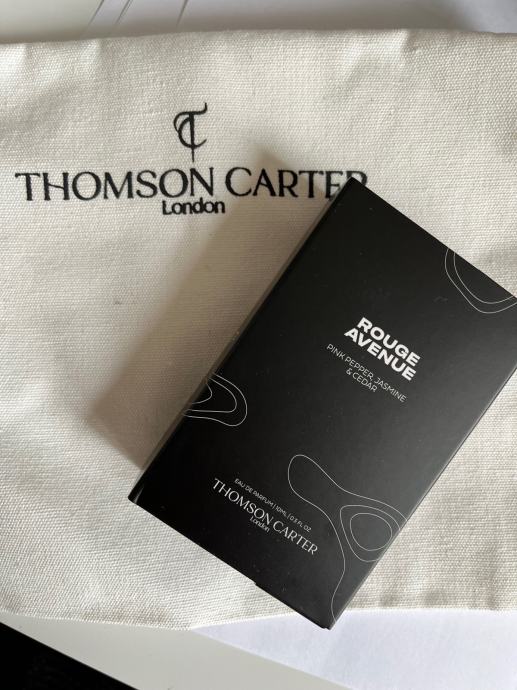 TC
THOMSON CARTER
London
ROUGE
AVENUE
PINK PEPPER, JASMINE
& CEDAR
EAU DE PARFUM | 10ML | 0.3 FL OZ
THOMSON CARTER
London